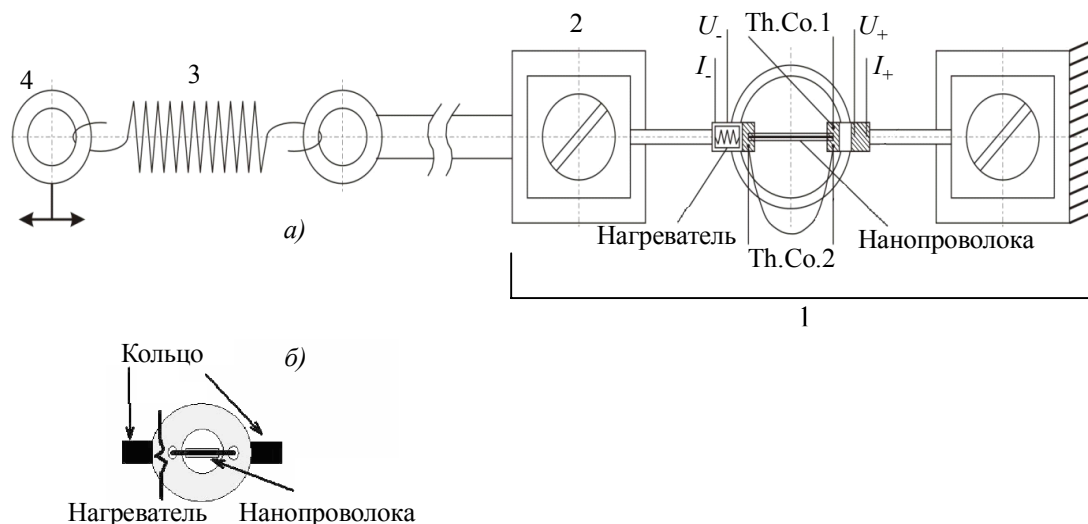 2
U₋
Th.Co.1
U₊
4
3
I₋
I₊
а)
Нагреватель
Нанопроволока
Th.Co.2
1
Кольцо
б)
Нагреватель
Нанопроволока